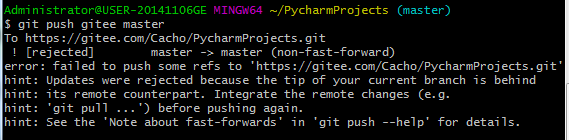 Administrator@USER-20141106GE MINGW64 ~/PycharmProjects (master)
$ git push gitee master
To https://gitee.com/Cacho/PycharmProjects.git
 ! [rejected]        master -> master (non-fast-forward)
error: failed to push some refs to 'https://gitee.com/Cacho/PycharmProjects.git'
hint: Updates were rejected because the tip of your current branch is behind
hint: its remote counterpart. Integrate the remote changes (e.g.
hint: 'git pull ...') before pushing again.
hint: See the 'Note about fast-forwards' in 'git push --help' for details.